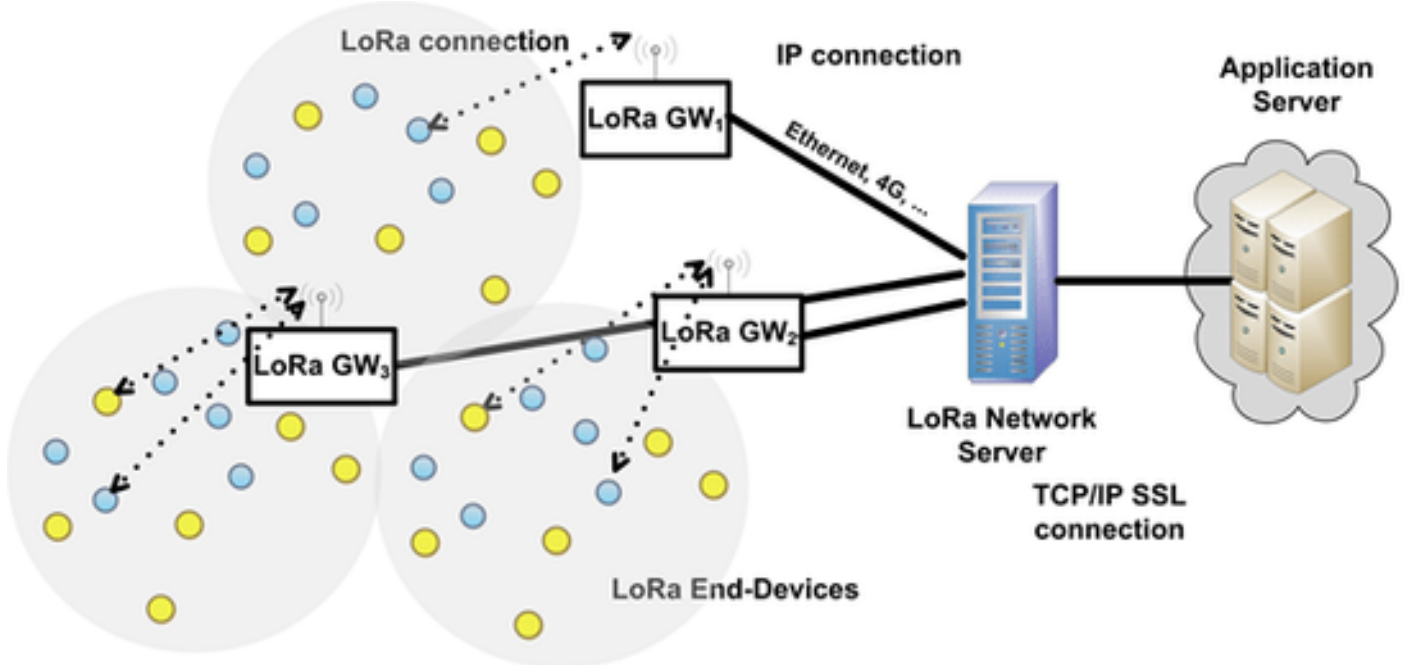 LoRa connection
IP connection
Application
Server
LoRa GW₁
Ethernet, 4G, ...
LoRa GW₂
LoRa GW₃
LoRa Network
Server
TCP/IP SSL
connection
LoRa End-Devices